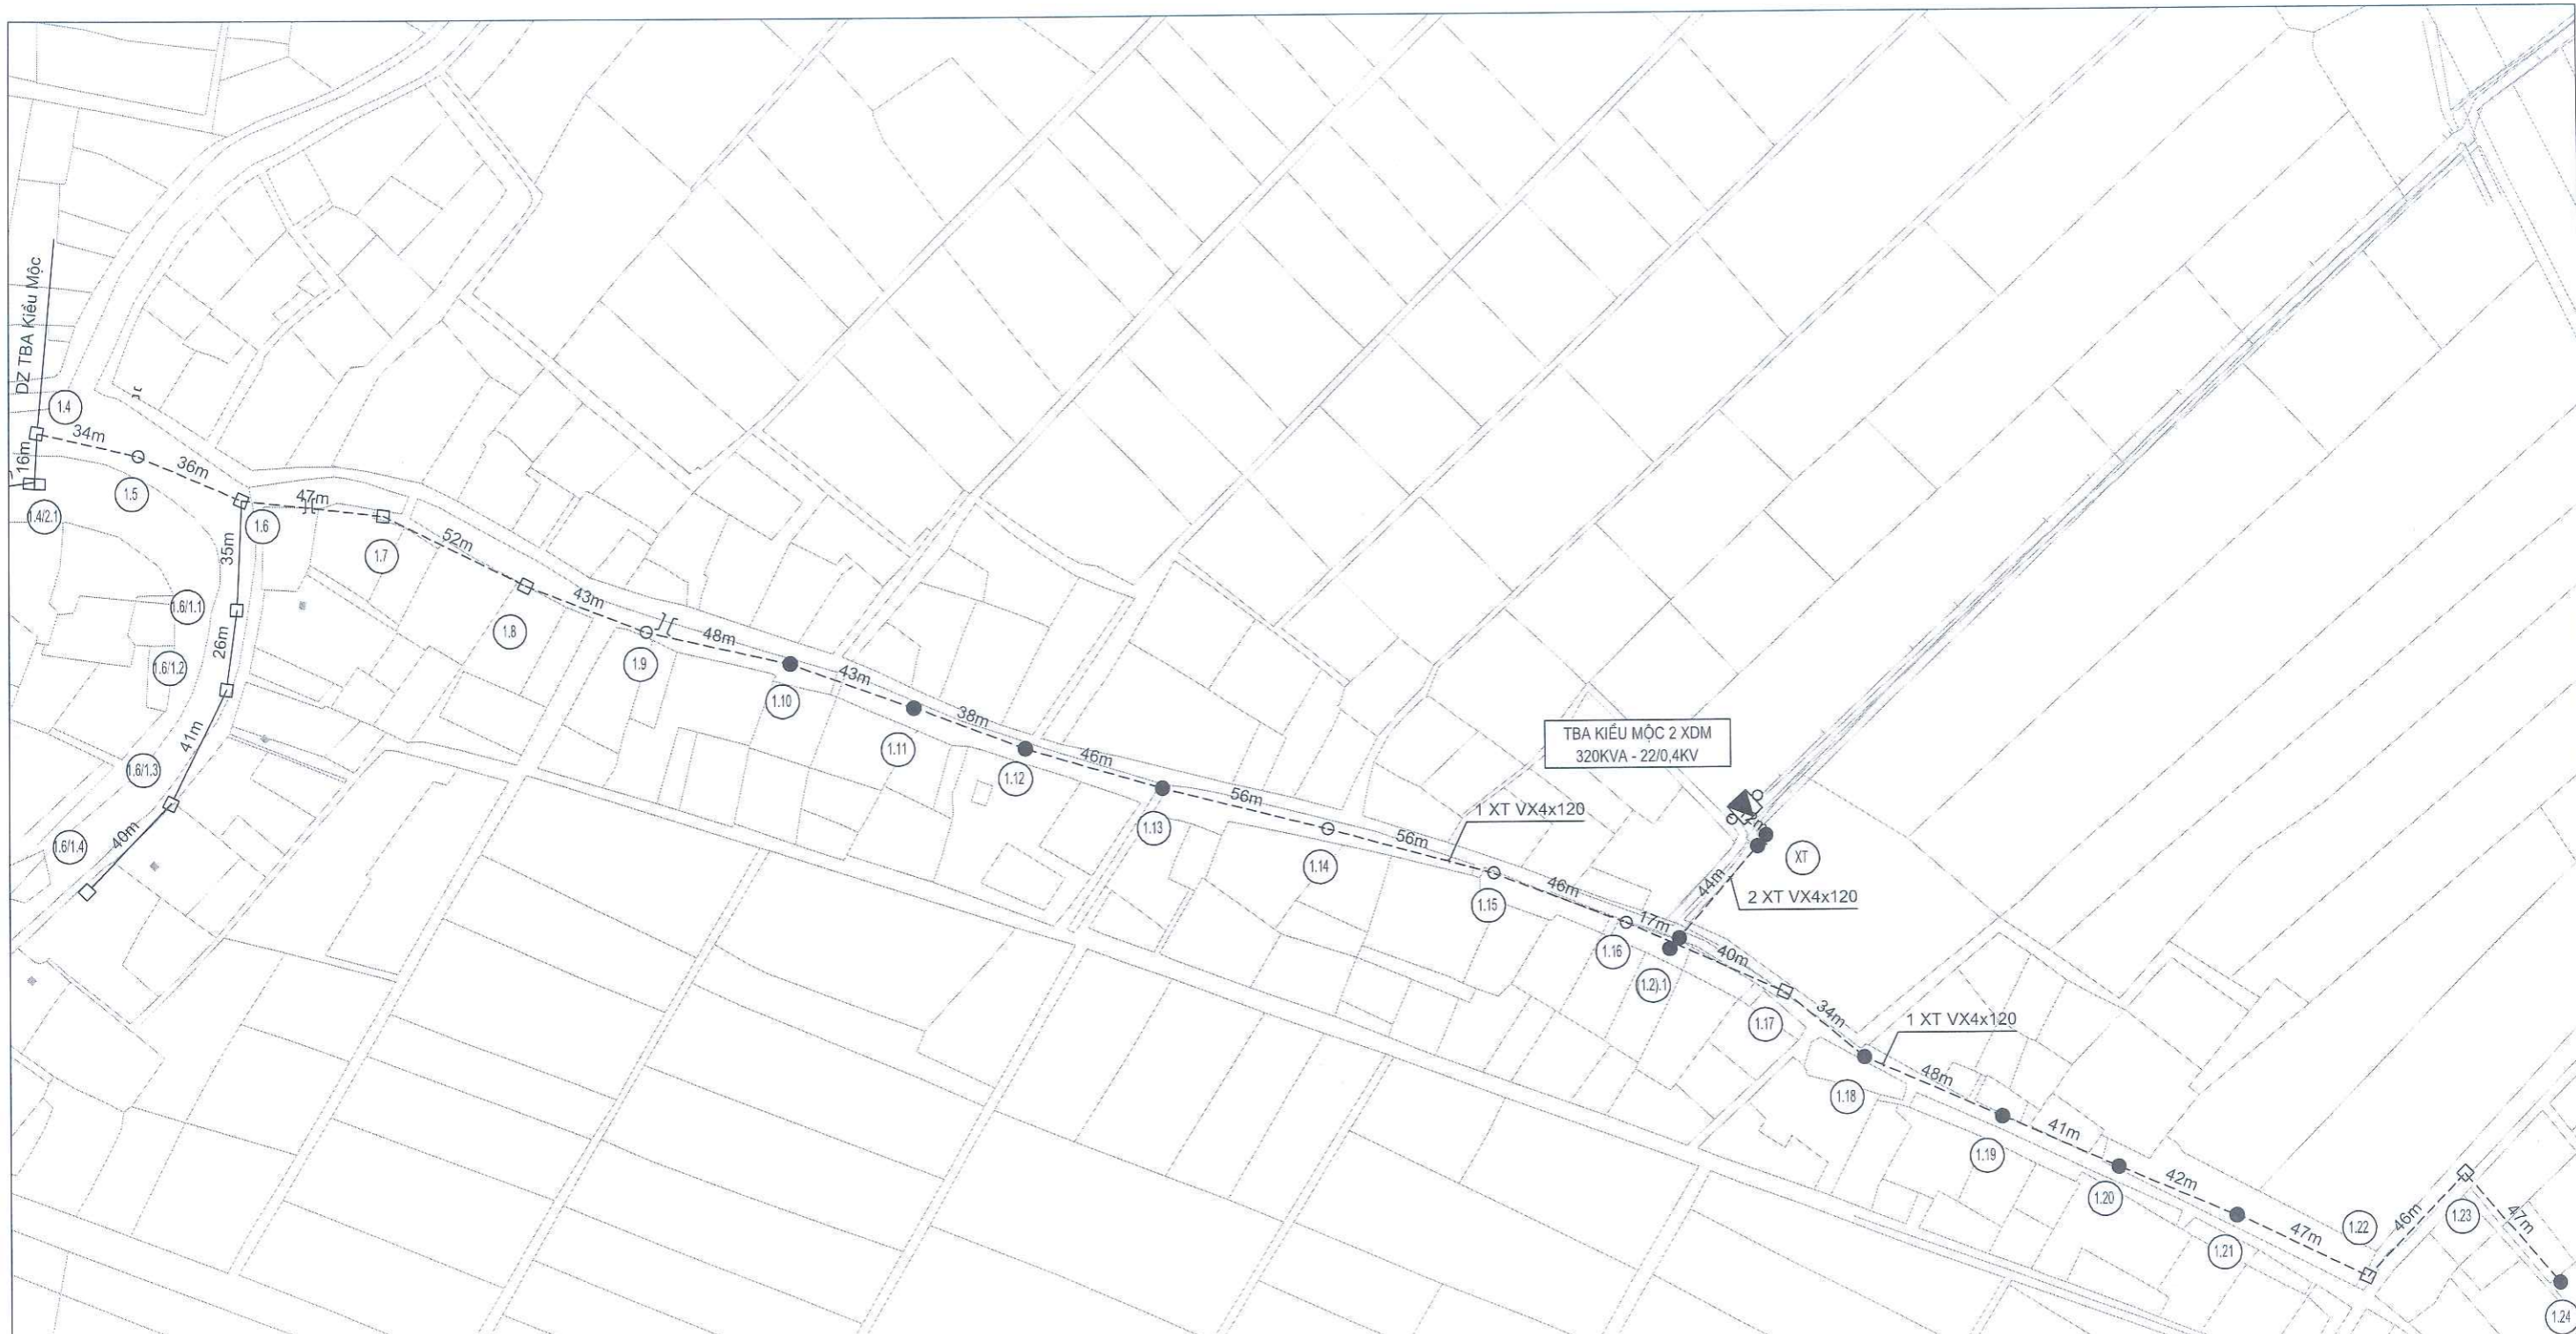 DZ TBA Kiều Mộc
1.4
34m
16m
1.4/2.1
1.5
36m
1.6
47m
1.7
35m
1.6/1.1
26m
1.6/1.2
41m
1.6/1.3
40m
1.6/1.4
52m
1.8
43m
1.9
48m
1.10
43m
1.11
38m
1.12
46m
1.13
56m
1.14
56m
1 XT VX4x120
1.15
46m
1.16
17m
(1.2).1
TBA KIỀU MỘC 2 XDM
320KVA - 22/0,4KV
12m
XT
44m
2 XT VX4x120
40m
1.17
34m
1 XT VX4x120
1.18
48m
1.19
41m
1.20
42m
1.21
47m
1.22
46m
1.23
47m
1.24